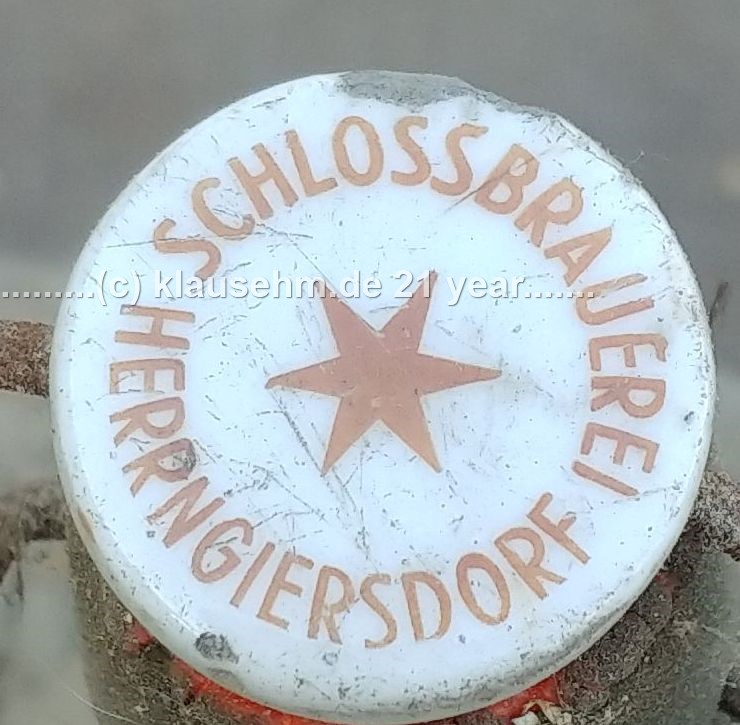 SCHLOSSBRAUEREI
.........(c) klausehm.de 21 year.......
HERRNGIERSDORF